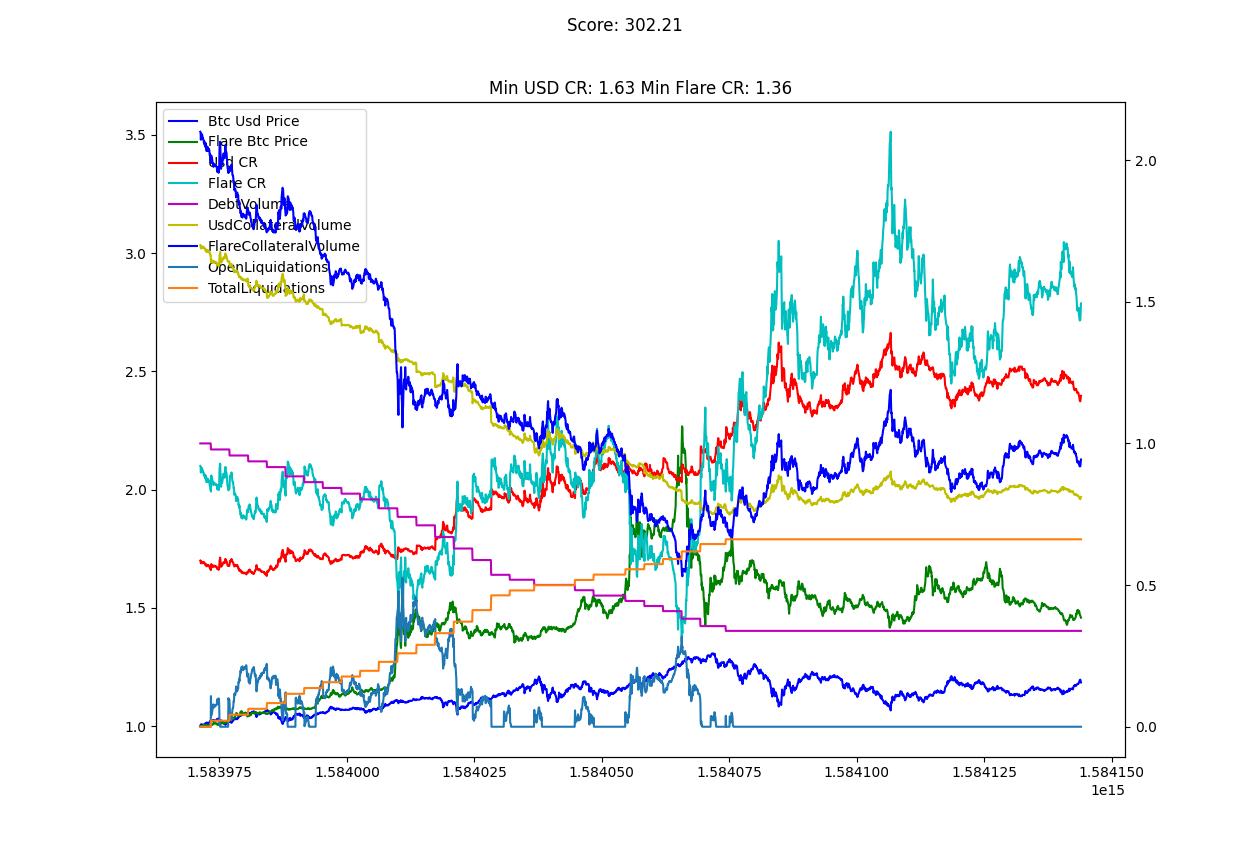 Score: 302.21
Min USD CR: 1.63 Min Flare CR: 1.36
Btc Usd Price
Flare Btc Price
Usd CR
Flare CR
DebtVolume
UsdCollateralVolume
FlareCollateralVolume
OpenLiquidations
TotalLiquidations
3.5
3.0
2.5
2.0
1.5
1.0
2.0
1.5
1.0
0.5
0.0
1.583975
1.584000
1.584025
1.584050
1.584075
1.584100
1.584125
1.584150
1e15